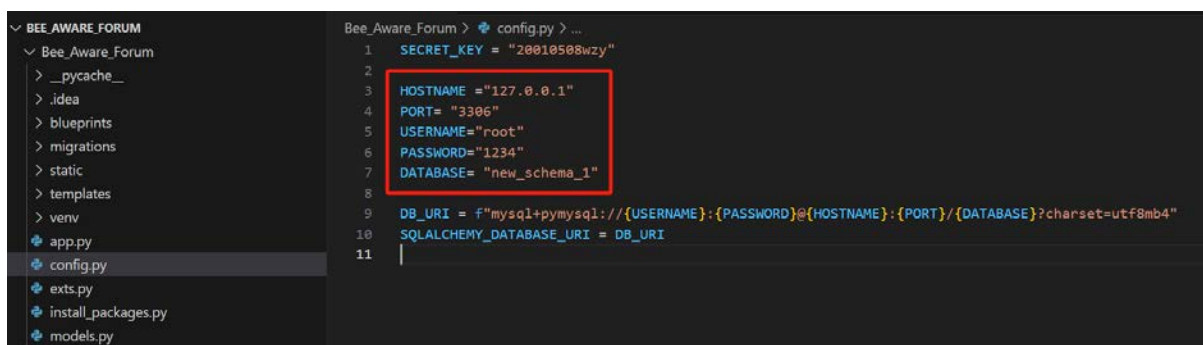 BEE_AWARE_FORUM
Bee_Aware_Forum
__pycache__
.idea
blueprints
migrations
static
templates
venv
app.py
config.py
exts.py
install_packages.py
models.py
Bee_Aware_Forum > config.py > ...
1 SECRET_KEY = "20010508wzy"
2
3 HOSTNAME ="127.0.0.1"
4 PORT= "3306"
5 USERNAME="root"
6 PASSWORD="1234"
7 DATABASE= "new_schema_1"
8
9 DB_URI = f"mysql+pymysql://{USERNAME}:{PASSWORD}@{HOSTNAME}:{PORT}/{DATABASE}?charset=utf8mb4"
10 SQLALCHEMY_DATABASE_URI = DB_URI
11